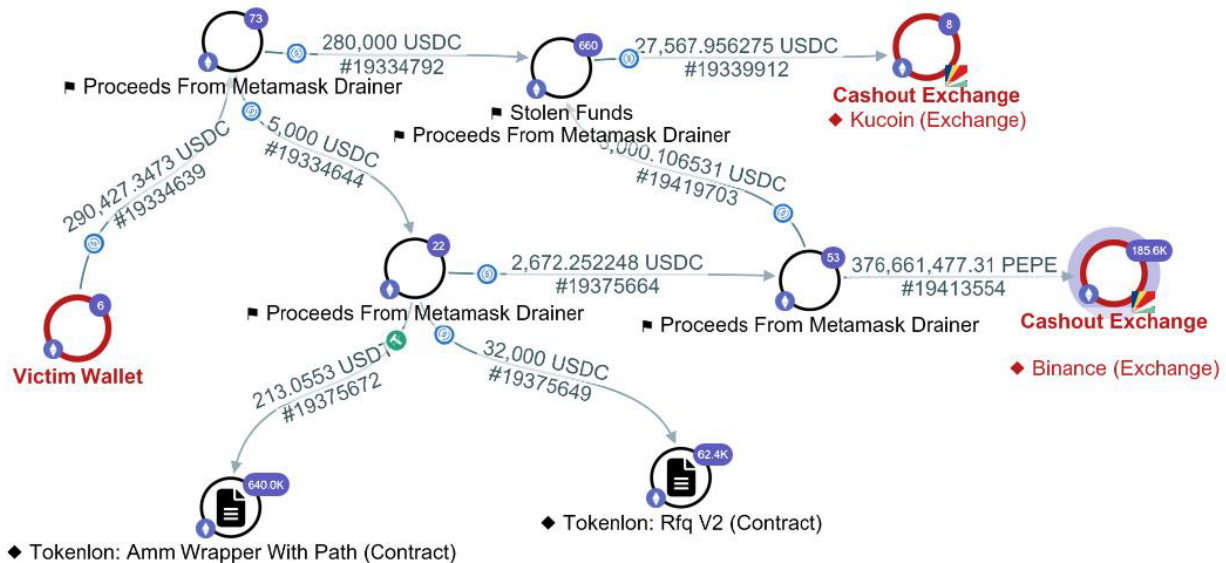 73
280,000 USDC
#19334792
⚑ Proceeds From Metamask Drainer
660
27,567.956275 USDC
#19339912
⚑ Stolen Funds
⚑ Proceeds From Metamask Drainer
8
Cashout Exchange
◆ Kucoin (Exchange)
290,427.3473 USDC
#19334639
5,000 USDC
#19334644
,000.106531 USDC
#19419703
6
Victim Wallet
22
2,672.252248 USDC
#19375664
⚑ Proceeds From Metamask Drainer
53
376,661,477.31 PEPE
#19413554
⚑ Proceeds From Metamask Drainer
185.6K
Cashout Exchange
◆ Binance (Exchange)
213.0553 USDT
#19375672
32,000 USDC
#19375649
640.0K
◆ Tokenlon: Amm Wrapper With Path (Contract)
62.4K
◆ Tokenlon: Rfq V2 (Contract)